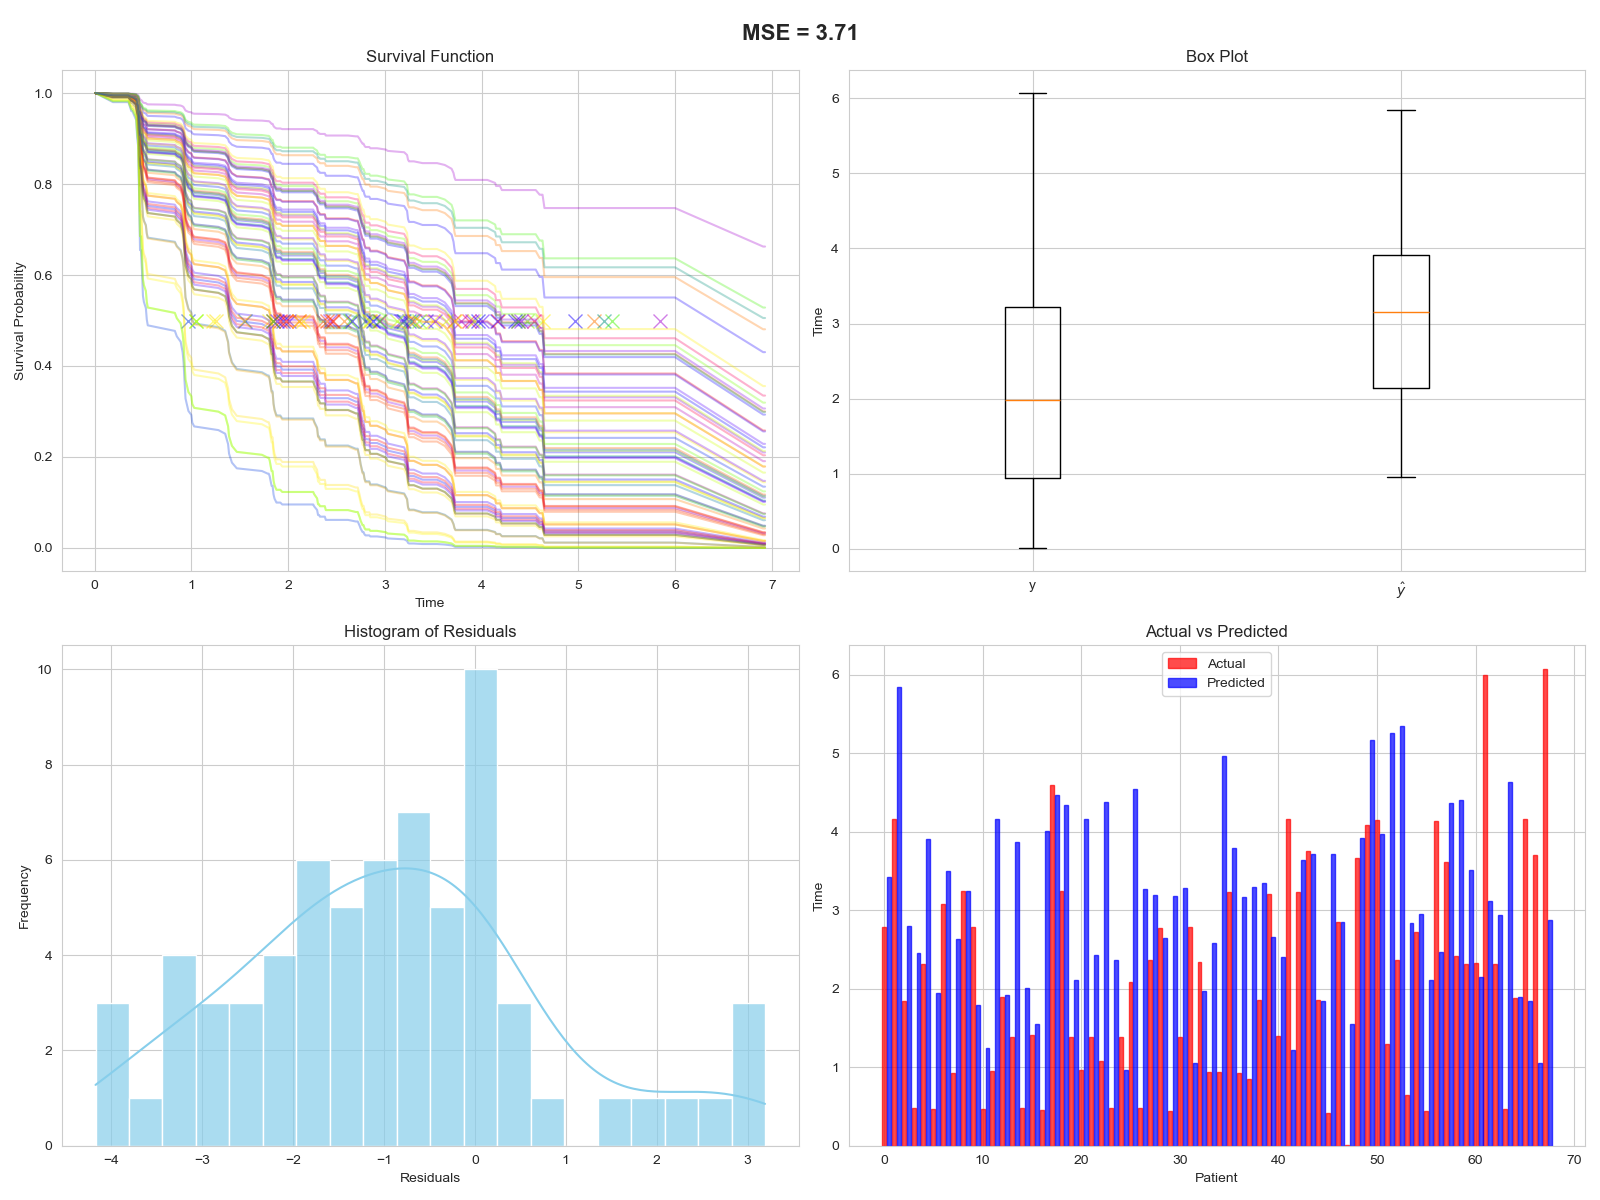 MSE = 3.71
Survival Function
Survival Probability
1.0
0.8
0.6
0.4
0.2
0.0
0 1 2 3 4 5 6 7
Time
Box Plot
Time
6
5
4
3
2
1
0
y ŷ
Histogram of Residuals
Frequency
10
8
6
4
2
0
−4 −3 −2 −1 0 1 2 3
Residuals
Actual vs Predicted
Actual
Predicted
Time
6
5
4
3
2
1
0
0 10 20 30 40 50 60 70
Patient